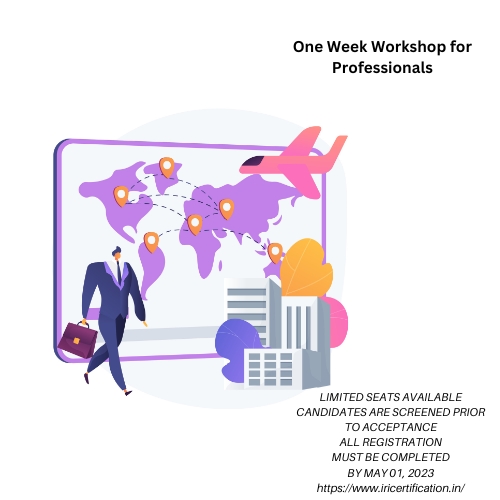 One Week Workshop for
Professionals
LIMITED SEATS AVAILABLE
CANDIDATES ARE SCREENED PRIOR
TO ACCEPTANCE
ALL REGISTRATION
MUST BE COMPLETED
BY MAY 01, 2023
https://www.iricertification.in/